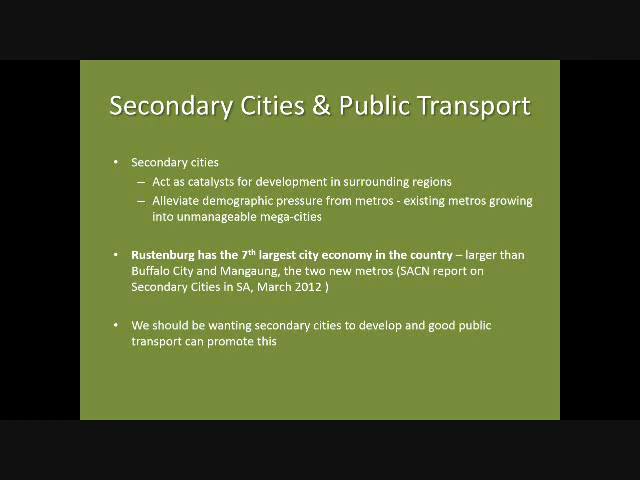 Secondary Cities & Public Transport
• Secondary cities
– Act as catalysts for development in surrounding regions
– Alleviate demographic pressure from metros - existing metros growing
into unmanageable mega-cities
• Rustenburg has the 7th largest city economy in the country – larger than
Buffalo City and Mangaung, the two new metros (SACN report on
Secondary Cities in SA, March 2012 )
• We should be wanting secondary cities to develop and good public
transport can promote this